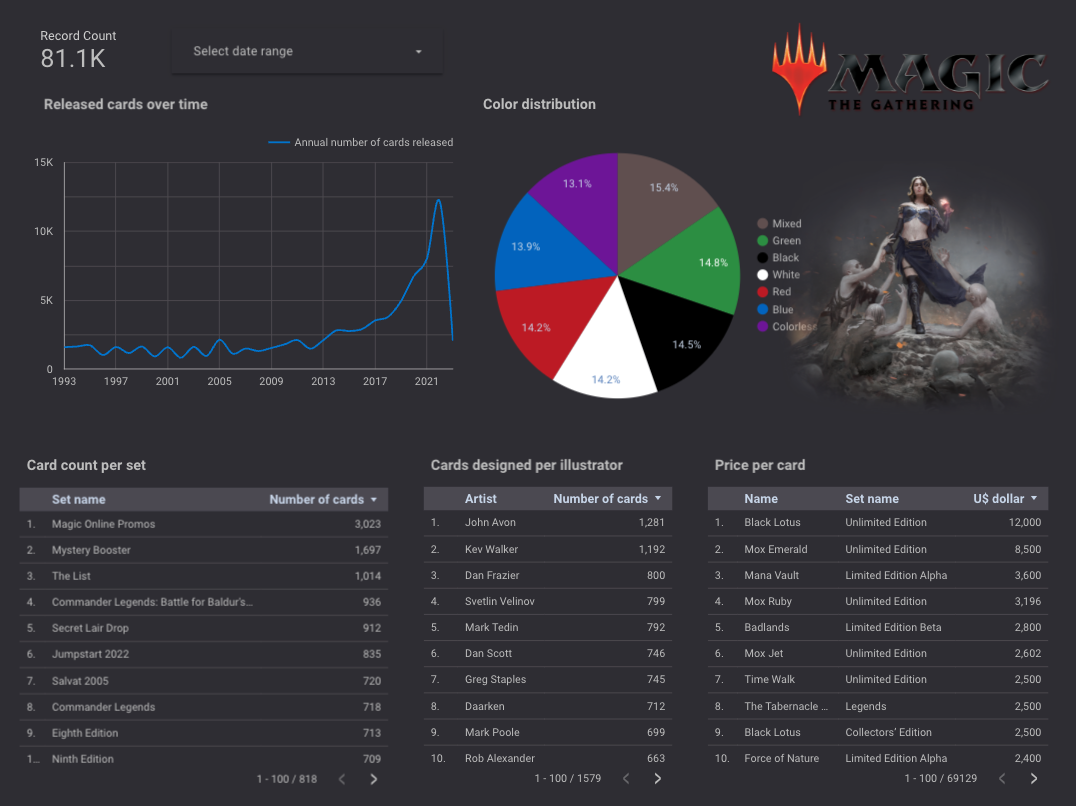 Record Count
81.1K
Select date range
MAGIC
THE GATHERING
Released cards over time
Color distribution
Annual number of cards released
15K
10K
5K
0
1993 1997 2001 2005 2009 2013 2017 2021
13.1%
15.4%
13.9%
14.8%
14.2%
14.5%
14.2%
Mixed
Green
Black
White
Red
Blue
Colorless
Card count per set
Set name Number of cards
1. Magic Online Promos 3,023
2. Mystery Booster 1,697
3. The List 1,014
4. Commander Legends: Battle for Baldur's... 936
5. Secret Lair Drop 912
6. Jumpstart 2022 835
7. Salvat 2005 720
8. Commander Legends 718
9. Eighth Edition 713
1... Ninth Edition 709
1 - 100 / 818
Cards designed per illustrator
Artist Number of cards
1. John Avon 1,281
2. Kev Walker 1,192
3. Dan Frazier 800
4. Svetlin Velinov 799
5. Mark Tedin 792
6. Dan Scott 746
7. Greg Staples 745
8. Daarken 712
9. Mark Poole 699
10. Rob Alexander 663
1 - 100 / 1579
Price per card
Name Set name U$ dollar
1. Black Lotus Unlimited Edition 12,000
2. Mox Emerald Unlimited Edition 8,500
3. Mana Vault Limited Edition Alpha 3,600
4. Mox Ruby Unlimited Edition 3,196
5. Badlands Limited Edition Beta 2,800
6. Mox Jet Unlimited Edition 2,602
7. Time Walk Unlimited Edition 2,500
8. The Tabernacle ... Legends 2,500
9. Black Lotus Collectors' Edition 2,500
10. Force of Nature Limited Edition Alpha 2,400
1 - 100 / 69129